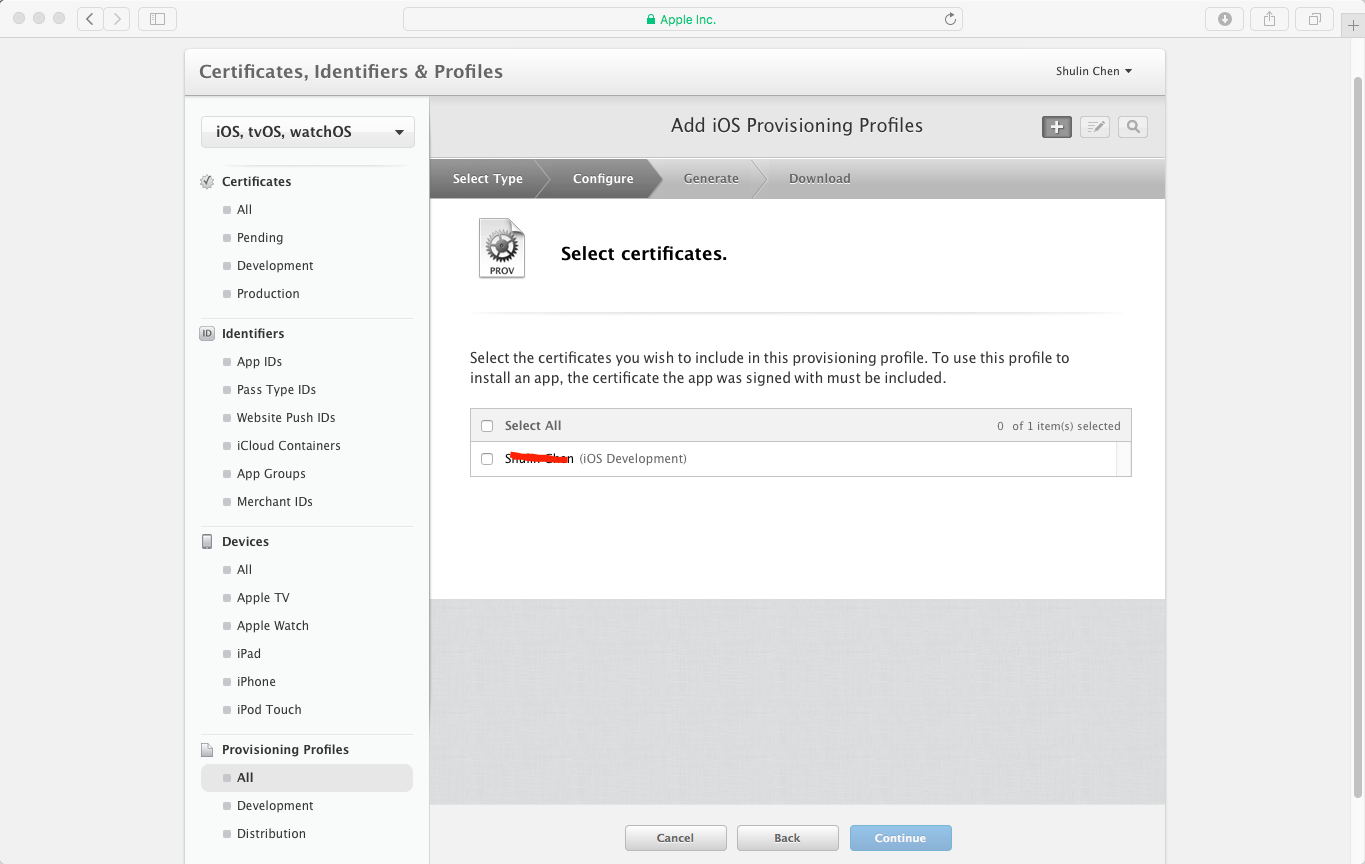 Apple Inc.
Certificates, Identifiers & Profiles
Shulin Chen
iOS, tvOS, watchOS
Certificates
All
Pending
Development
Production
ID Identifiers
App IDs
Pass Type IDs
Website Push IDs
iCloud Containers
App Groups
Merchant IDs
Devices
All
Apple TV
Apple Watch
iPad
iPhone
iPod Touch
Provisioning Profiles
All
Development
Distribution
Add iOS Provisioning Profiles
Select Type Configure Generate Download
PROV
Select certificates.
Select the certificates you wish to include in this provisioning profile. To use this profile to
install an app, the certificate the app was signed with must be included.
Select All 0 of 1 item(s) selected
(iOS Development)
Cancel Back Continue